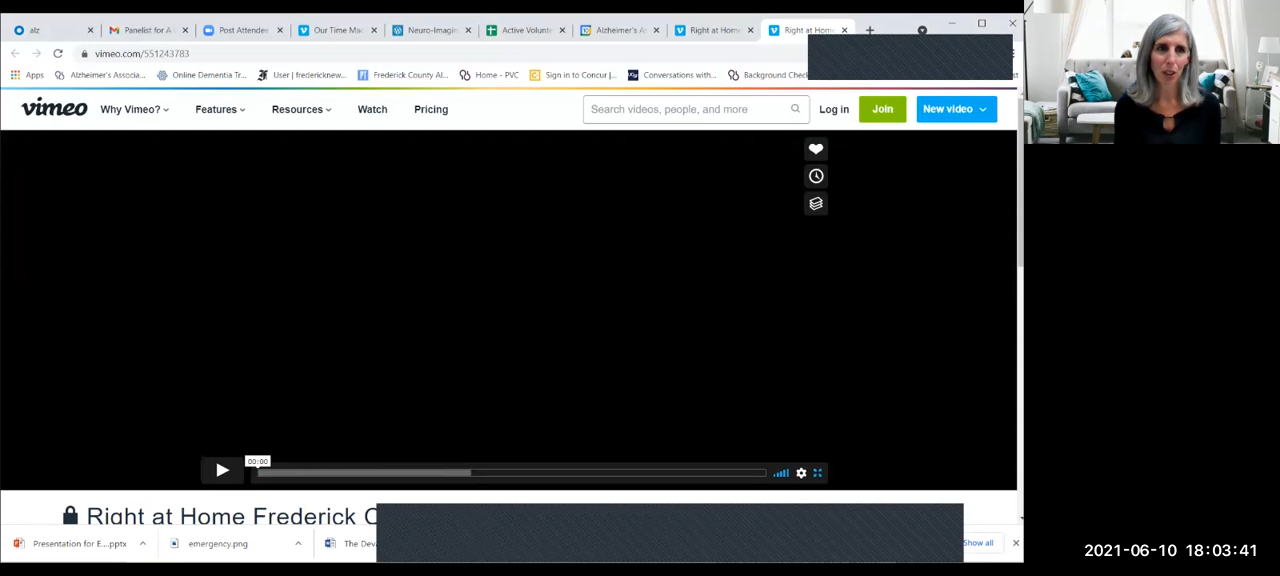 alz Panelist for A Post Attendee Our Time Ma Neuro-Imagin Active Volunte Alzheimer's A Right at Home Right at Home
vimeo.com/551243783
Apps Alzheimer's Associa... Online Dementia Tr... User | fredericknew... Frederick County Al... Home - PVC Sign in to Concur |... Conversations with... Background Chec
vimeo Why Vimeo? Features Resources Watch Pricing Search videos, people, and more Log in Join New video
00:00
Right at Home Frederick C
Presentation for E....pptx emergency.png The Dev Show all
2021-06-10 18:03:41